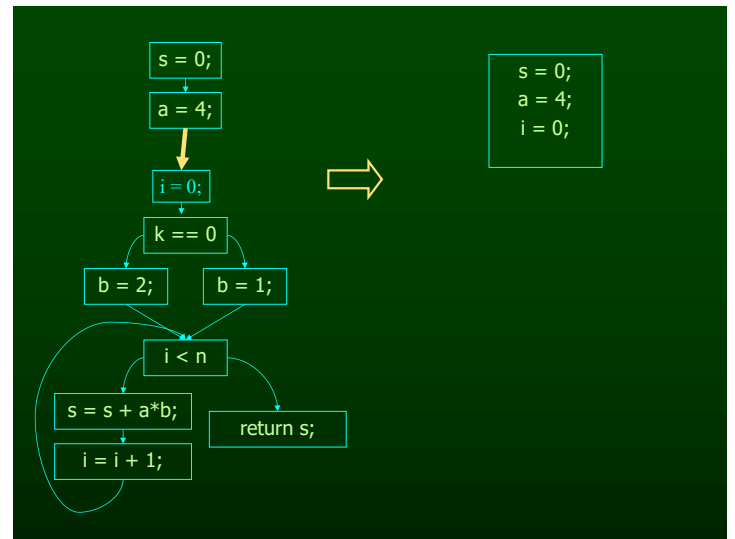 s = 0;
a = 4;
i = 0;
k == 0
b = 2;
b = 1;
i < n
s = s + a*b;
return s;
i = i + 1;
s = 0;
a = 4;
i = 0;